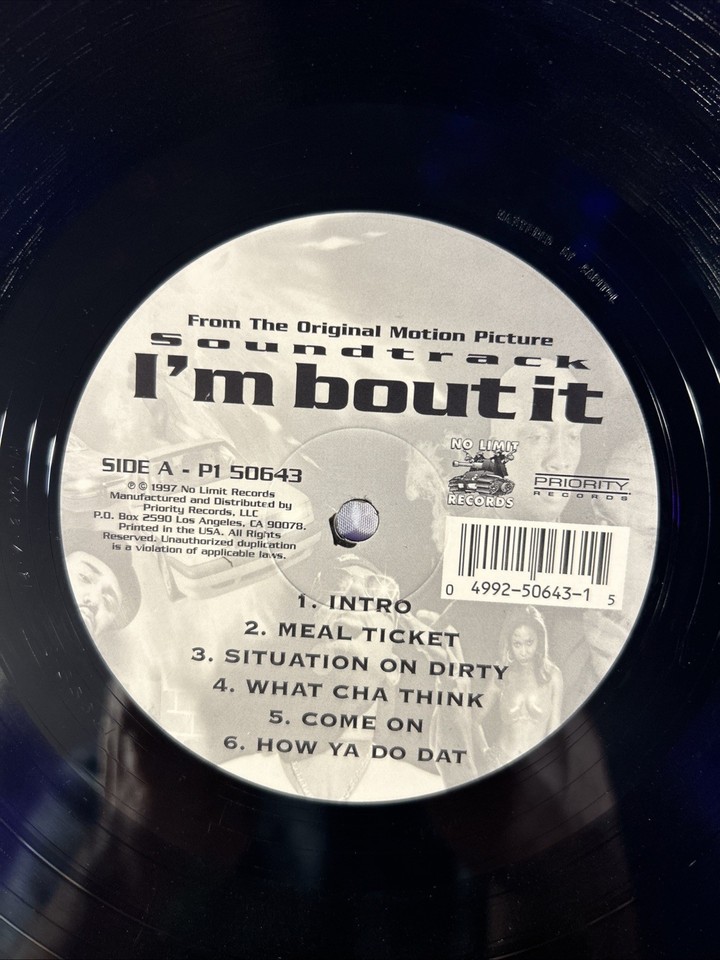 From The Original Motion Picture
Soundtrack
I'm bout it
SIDE A - P1 50643
℗ © 1997 No Limit Records
Manufactured and Distributed by
Priority Records, LLC
P.O. Box 2590 Los Angeles, CA 90078.
Printed in the USA. All Rights
Reserved. Unauthorized duplication
is a violation of applicable laws.
NO LIMIT
RECORDS
PRIORITY
RECORDS
0 4992-50643-1 5
1. INTRO
2. MEAL TICKET
3. SITUATION ON DIRTY
4. WHAT CHA THINK
5. COME ON
6. HOW YA DO DAT